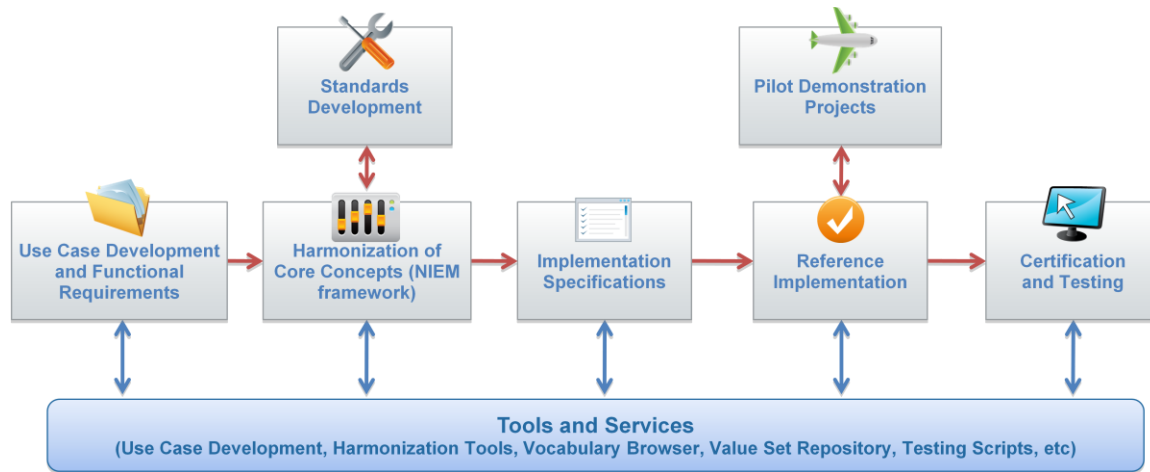 Standards
Development
Pilot Demonstration
Projects
Use Case Development
and Functional
Requirements
Harmonization of
Core Concepts (NIEM
framework)
Implementation
Specifications
Reference
Implementation
Certification
and Testing
Tools and Services
(Use Case Development, Harmonization Tools, Vocabulary Browser, Value Set Repository, Testing Scripts, etc)